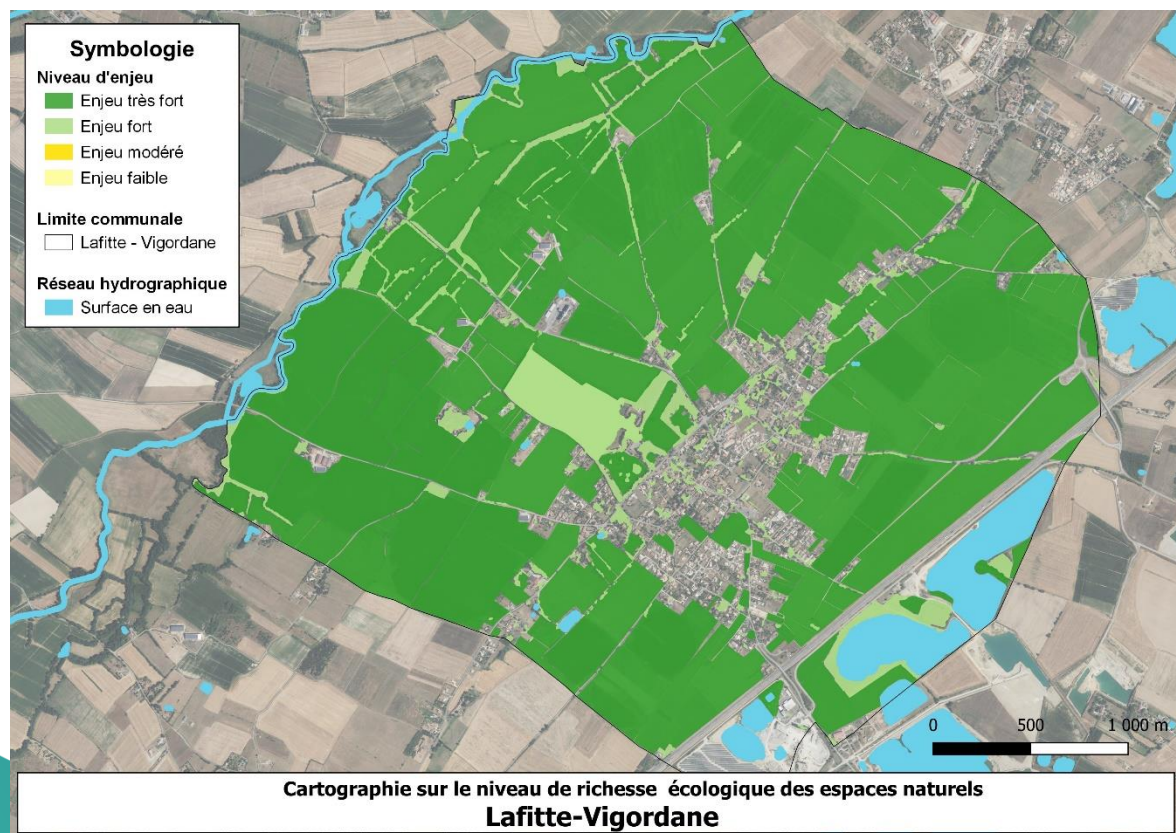 Symbologie
Niveau d'enjeu
Enjeu très fort
Enjeu fort
Enjeu modéré
Enjeu faible
Limite communale
Lafitte - Vigordane
Réseau hydrographique
Surface en eau
0 500 1 000 m
Cartographie sur le niveau de richesse écologique des espaces naturels
Lafitte-Vigordane